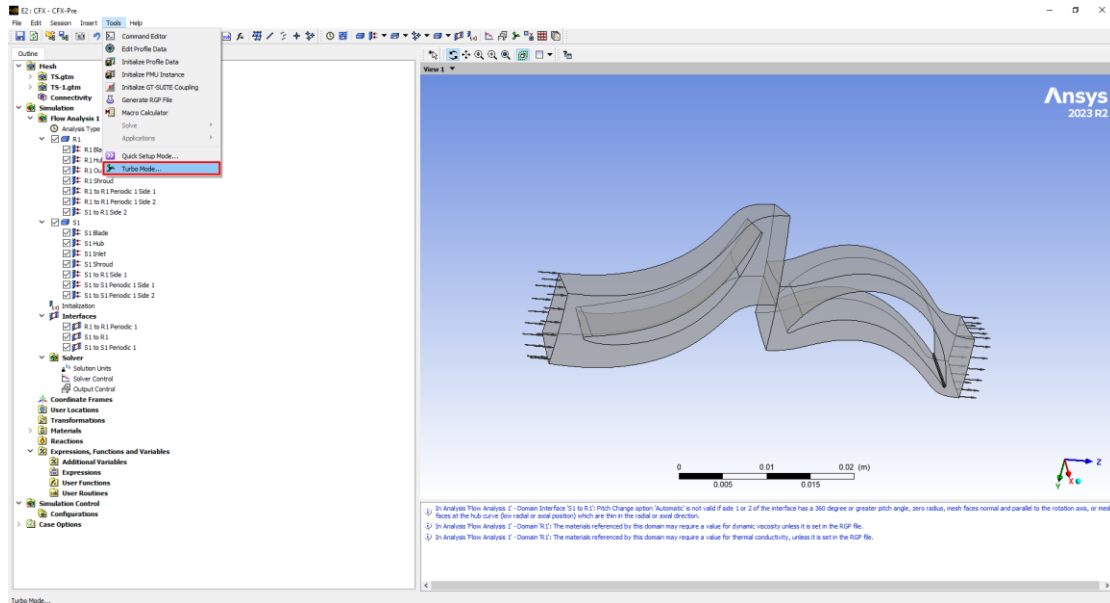 E2 : CFX - CFX-Pre
File Edit Session Insert Tools Help
Command Editor
Edit Profile Data
Initialize Profile Data
Initialize FMU Instance
Initialize GT-SUITE Coupling
Generate RGP File
Macro Calculator
Solve
Applications
Quick Setup Mode...
Turbo Mode...
Outline
Mesh
TS.gtm
TS-1.gtm
Connectivity
Simulation
Flow Analysis 1
Analysis Type
R1
R1 Bla
R1 Hu
R1 Ou
R1 Shroud
R1 to R1 Periodic 1 Side 1
R1 to R1 Periodic 1 Side 2
S1 to R1 Side 2
S1
S1 Blade
S1 Hub
S1 Inlet
S1 Shroud
S1 to R1 Side 1
S1 to S1 Periodic 1 Side 1
S1 to S1 Periodic 1 Side 2
Initialization
Interfaces
R1 to R1 Periodic 1
S1 to R1
S1 to S1 Periodic 1
Solver
Solution Units
Solver Control
Output Control
Coordinate Frames
User Locations
Transformations
Materials
Reactions
Expressions, Functions and Variables
Additional Variables
Expressions
User Functions
User Routines
Simulation Control
Configurations
Case Options
View 1
Ansys
2023 R2
0 0.01 0.02 (m)
0.005 0.015
Z
X
Y
In Analysis 'Flow Analysis 1' - Domain Interface 'S1 to R1': Pitch Change option 'Automatic' is not valid if side 1 or 2 of the interface has a 360 degree or greater pitch angle, zero radius, mesh faces normal and parallel to the rotation axis, or mesh
faces at the hub curve (low radial or axial position) which are thin in the radial or axial direction.
In Analysis 'Flow Analysis 1' - Domain 'R1': The materials referenced by this domain may require a value for dynamic viscosity unless it is set in the RGP file.
In Analysis 'Flow Analysis 1' - Domain 'R1': The materials referenced by this domain may require a value for thermal conductivity, unless it is set in the RGP file.
Turbo Mode...